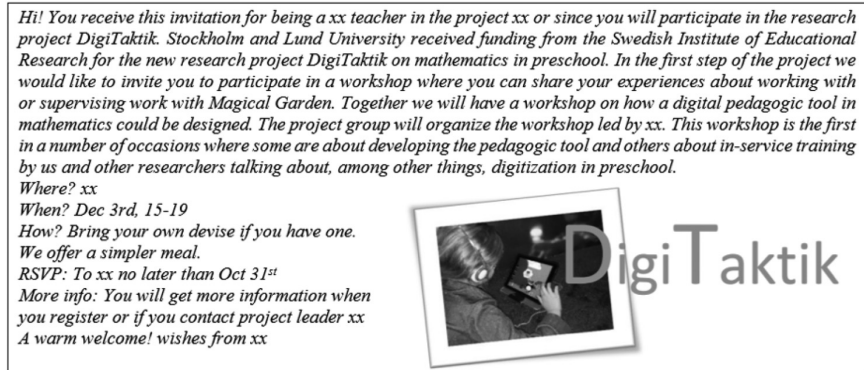 Hi! You receive this invitation for being a xx teacher in the project xx or since you will participate in the research
project DigiTaktik. Stockholm and Lund University received funding from the Swedish Institute of Educational
Research for the new research project DigiTaktik on mathematics in preschool. In the first step of the project we
would like to invite you to participate in a workshop where you can share your experiences about working with
or supervising work with Magical Garden. Together we will have a workshop on how a digital pedagogic tool in
mathematics could be designed. The project group will organize the workshop led by xx. This workshop is the first
in a number of occasions where some are about developing the pedagogic tool and others about in-service training
by us and other researchers talking about, among other things, digitization in preschool.
Where? xx
When? Dec 3rd, 15-19
How? Bring your own devise if you have one.
We offer a simpler meal.
RSVP: To xx no later than Oct 31st
More info: You will get more information when
you register or if you contact project leader xx
A warm welcome! wishes from xx
DigiTaktik